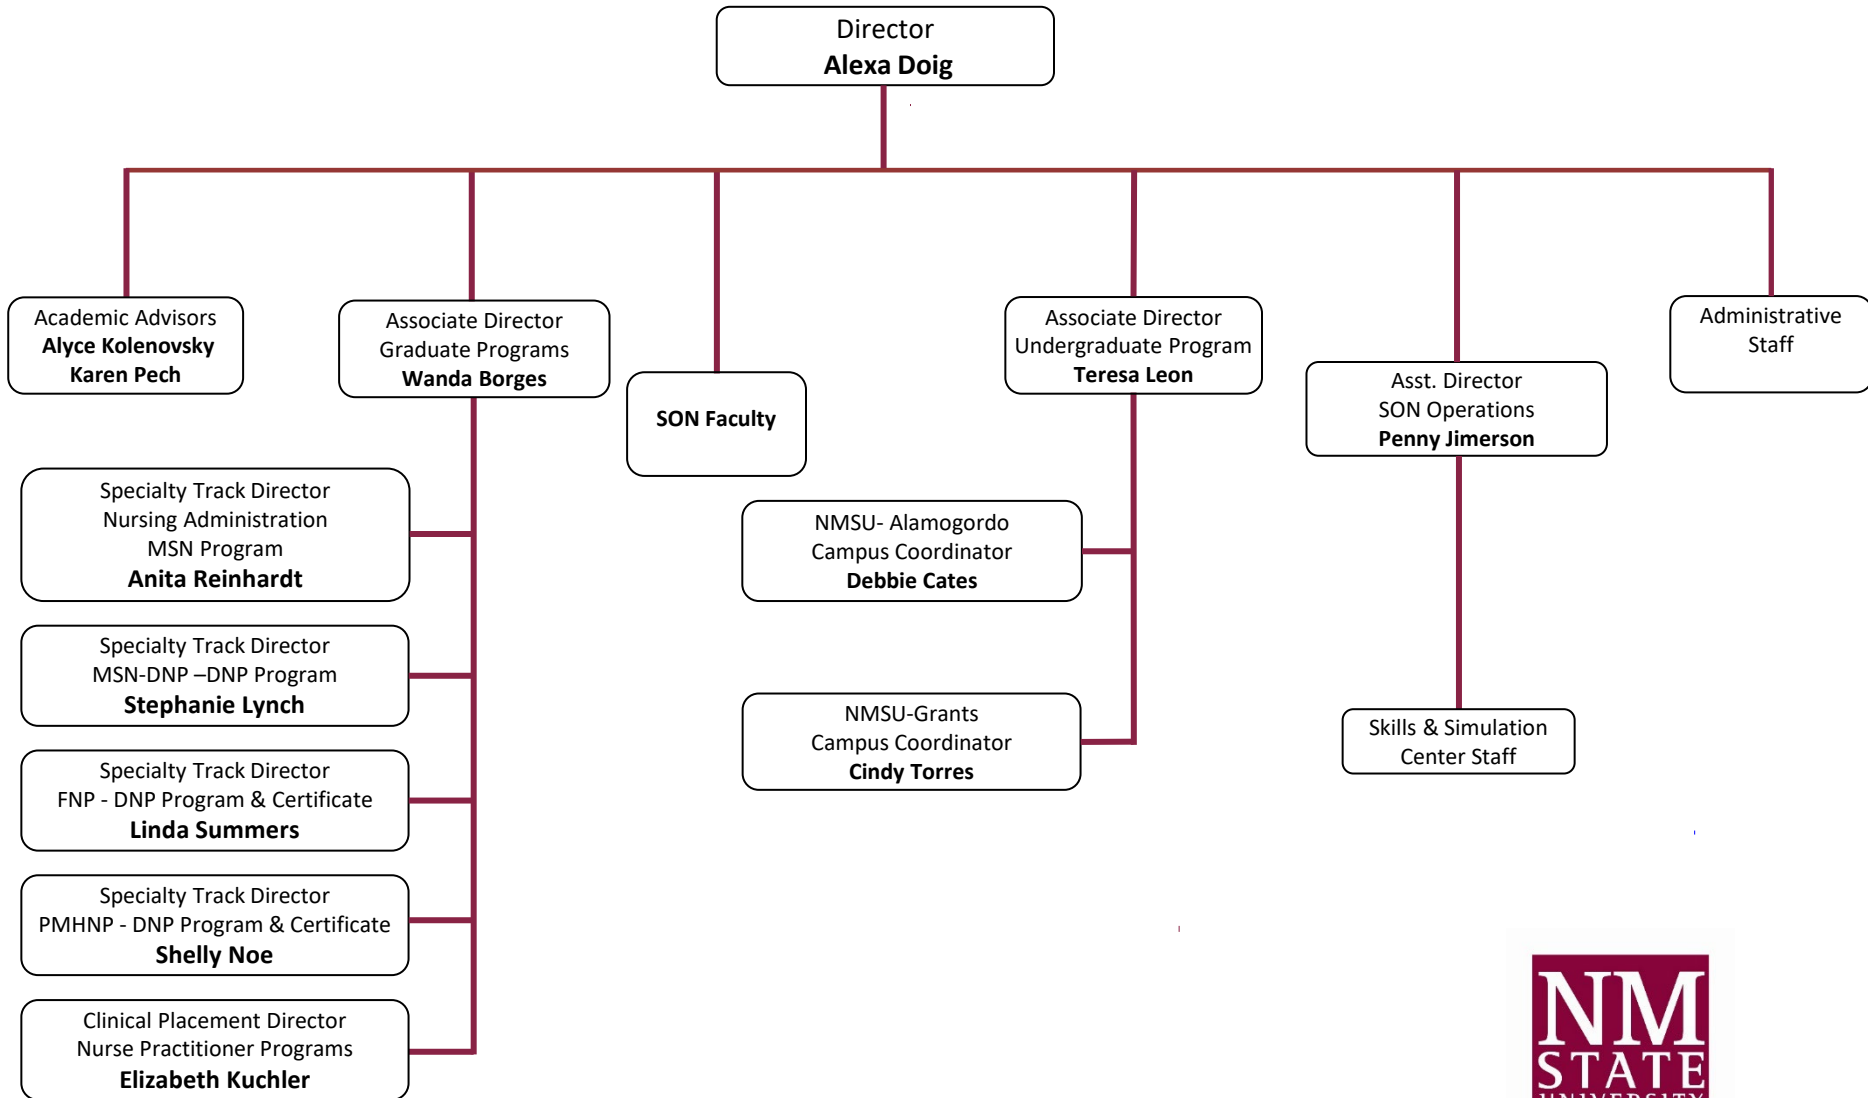 Director
Alexa Doig
Academic Advisors
Alyce Kolenovsky
Karen Pech
Associate Director
Graduate Programs
Wanda Borges
SON Faculty
Associate Director
Undergraduate Program
Teresa Leon
Asst. Director
SON Operations
Penny Jimerson
Administrative
Staff
Specialty Track Director
Nursing Administration
MSN Program
Anita Reinhardt
Specialty Track Director
MSN-DNP –DNP Program
Stephanie Lynch
Specialty Track Director
FNP - DNP Program & Certificate
Linda Summers
Specialty Track Director
PMHNP - DNP Program & Certificate
Shelly Noe
Clinical Placement Director
Nurse Practitioner Programs
Elizabeth Kuchler
NMSU- Alamogordo
Campus Coordinator
Debbie Cates
NMSU-Grants
Campus Coordinator
Cindy Torres
Skills & Simulation
Center Staff
NM
STATE
UNIVERSITY